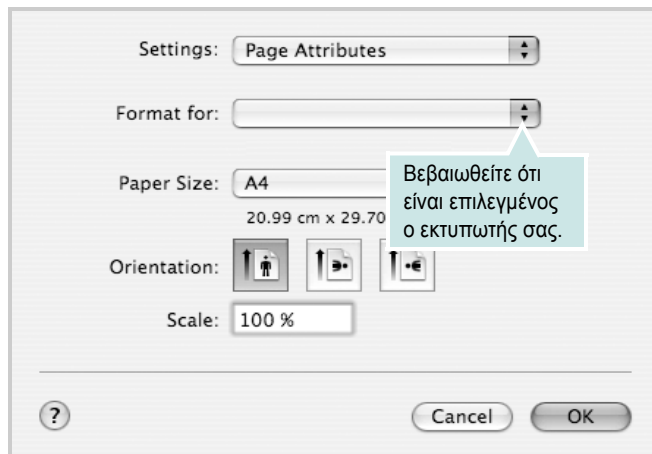 Settings: Page Attributes
Format for:
Paper Size: A4
20.99 cm x 29.70
Βεβαιωθείτε ότι
είναι επιλεγμένος
ο εκτυπωτής σας.
Orientation:
Scale: 100 %
? Cancel OK